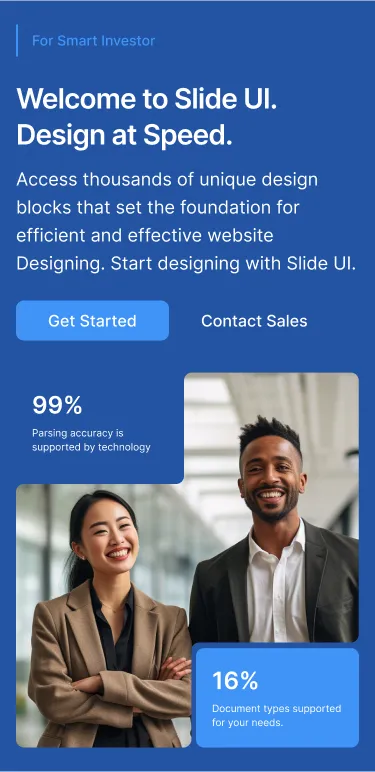 For Smart Investor
Welcome to Slide UI.
Design at Speed.
Access thousands of unique design
blocks that set the foundation for
efficient and effective website
Designing. Start designing with Slide UI.
Get Started
Contact Sales
99%
Parsing accuracy is
supported by technology
16%
Document types supported
for your needs.